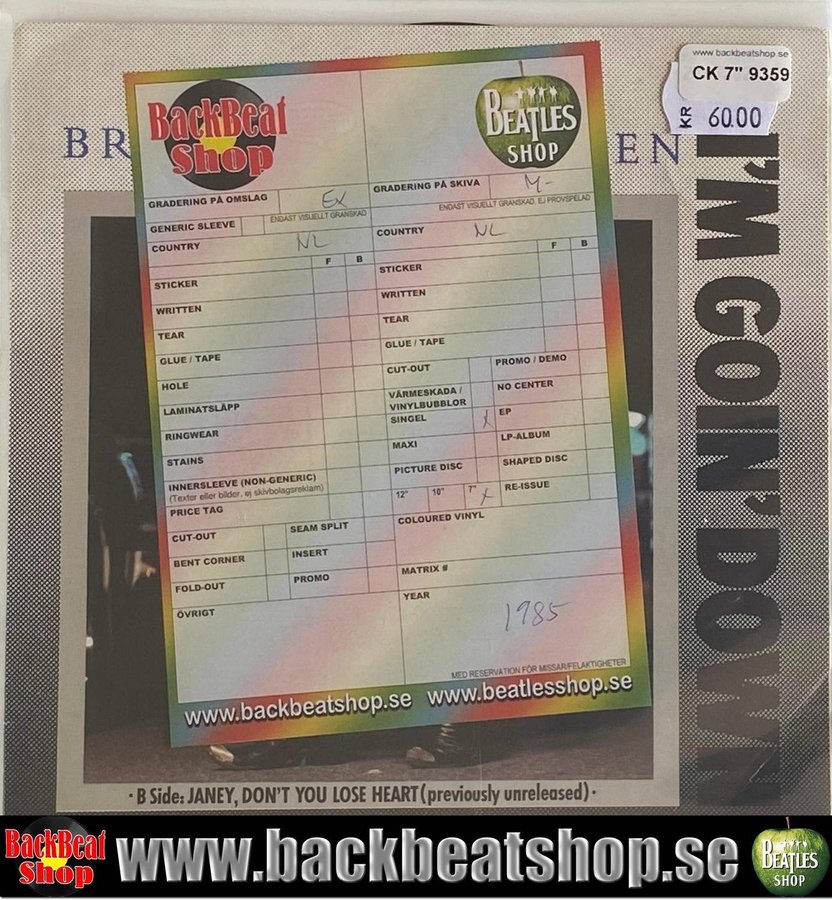 www.backbeatshop.se
CK 7" 9359
KR 60.00
BR
EN
I'M GOIN' DOWN
BackBeat
Shop
BEATLES
SHOP
GRADERING PÅ OMSLAG Ex
ENDAST VISUELLT GRANSKAD
GENERIC SLEEVE
COUNTRY NL
F B
STICKER
WRITTEN
TEAR
GLUE / TAPE
HOLE
LAMINATSLÄPP
RINGWEAR
STAINS
INNERSLEEVE (NON-GENERIC)
(Texter eller bilder, ej skivbolagsreklam)
PRICE TAG
CUT-OUT SEAM SPLIT
BENT CORNER INSERT
FOLD-OUT PROMO
ÖVRIGT
GRADERING PÅ SKIVA M-
ENDAST VISUELLT GRANSKAD, EJ PROVSPELAD
COUNTRY NL
F B
STICKER
WRITTEN
TEAR
GLUE / TAPE
CUT-OUT PROMO / DEMO
VÄRMESKADA / NO CENTER
VINYLBUBBLOR
SINGEL x EP
MAXI LP-ALBUM
PICTURE DISC SHAPED DISC
12" 10" 7" x RE-ISSUE
COLOURED VINYL
MATRIX #
YEAR
1985
MED RESERVATION FÖR MISSAR/FELAKTIGHETER
www.backbeatshop.se www.beatlesshop.se
· B Side: JANEY, DON'T YOU LOSE HEART (previously unreleased) ·
BackBeat
Shop
www.backbeatshop.se
BEATLES
SHOP